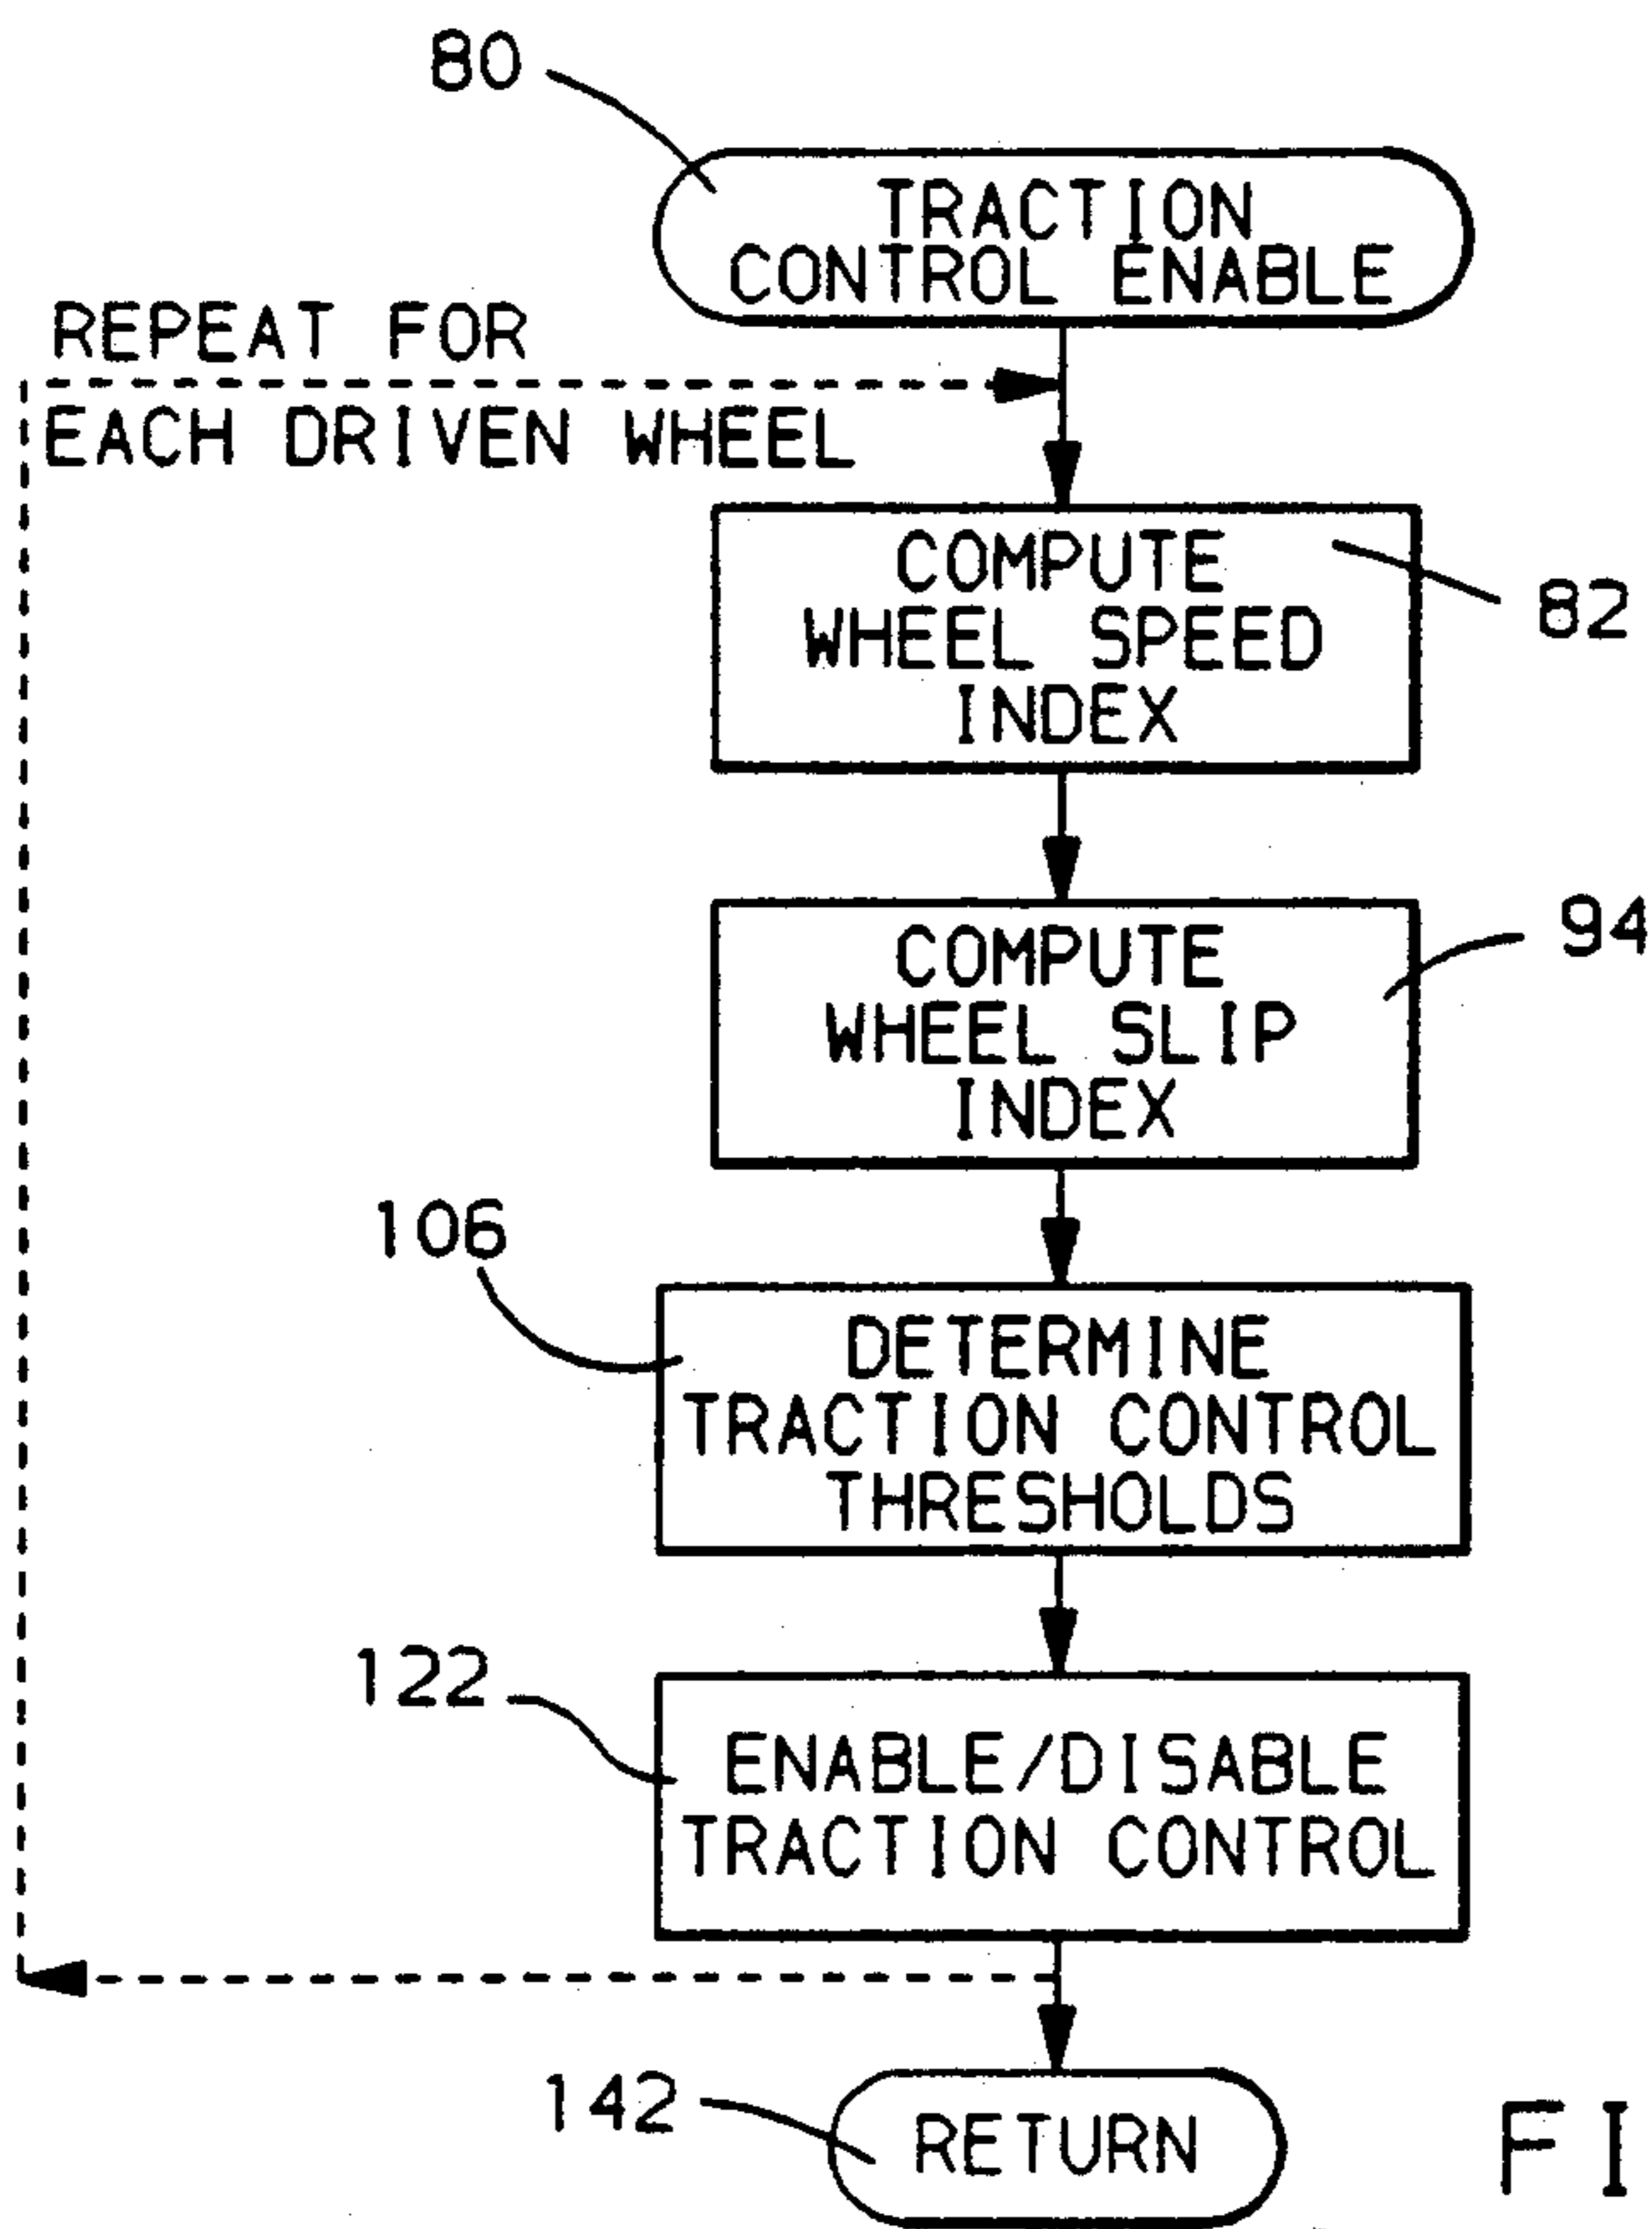 80
TRACTION
CONTROL ENABLE
REPEAT FOR
EACH DRIVEN WHEEL
COMPUTE
WHEEL SPEED
INDEX
82
COMPUTE
WHEEL SLIP
INDEX
94
106
DETERMINE
TRACTION CONTROL
THRESHOLDS
122
ENABLE/DISABLE
TRACTION CONTROL
142
RETURN
FI